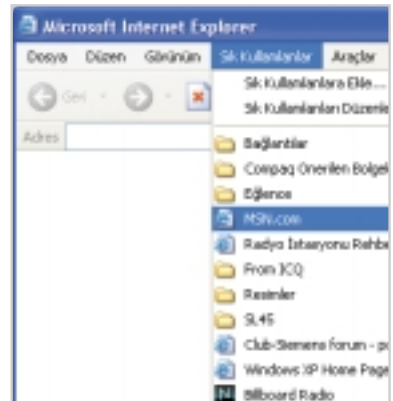 Microsoft Internet Explorer
Dosya Düzen Görünüm Sık Kullanılanlar Araçlar
Geri
Sık Kullanılanlara Ekle...
Sık Kullanılanları Düzenle
Adres
Bağlantılar
Compaq Önerilen Bölgel
Eğlence
MSN.com
Radyo İstasyonu Rehbe
From ICQ
Resimler
SL45
Club-Siemens forum - po
Windows XP Home Page
Billboard Radio